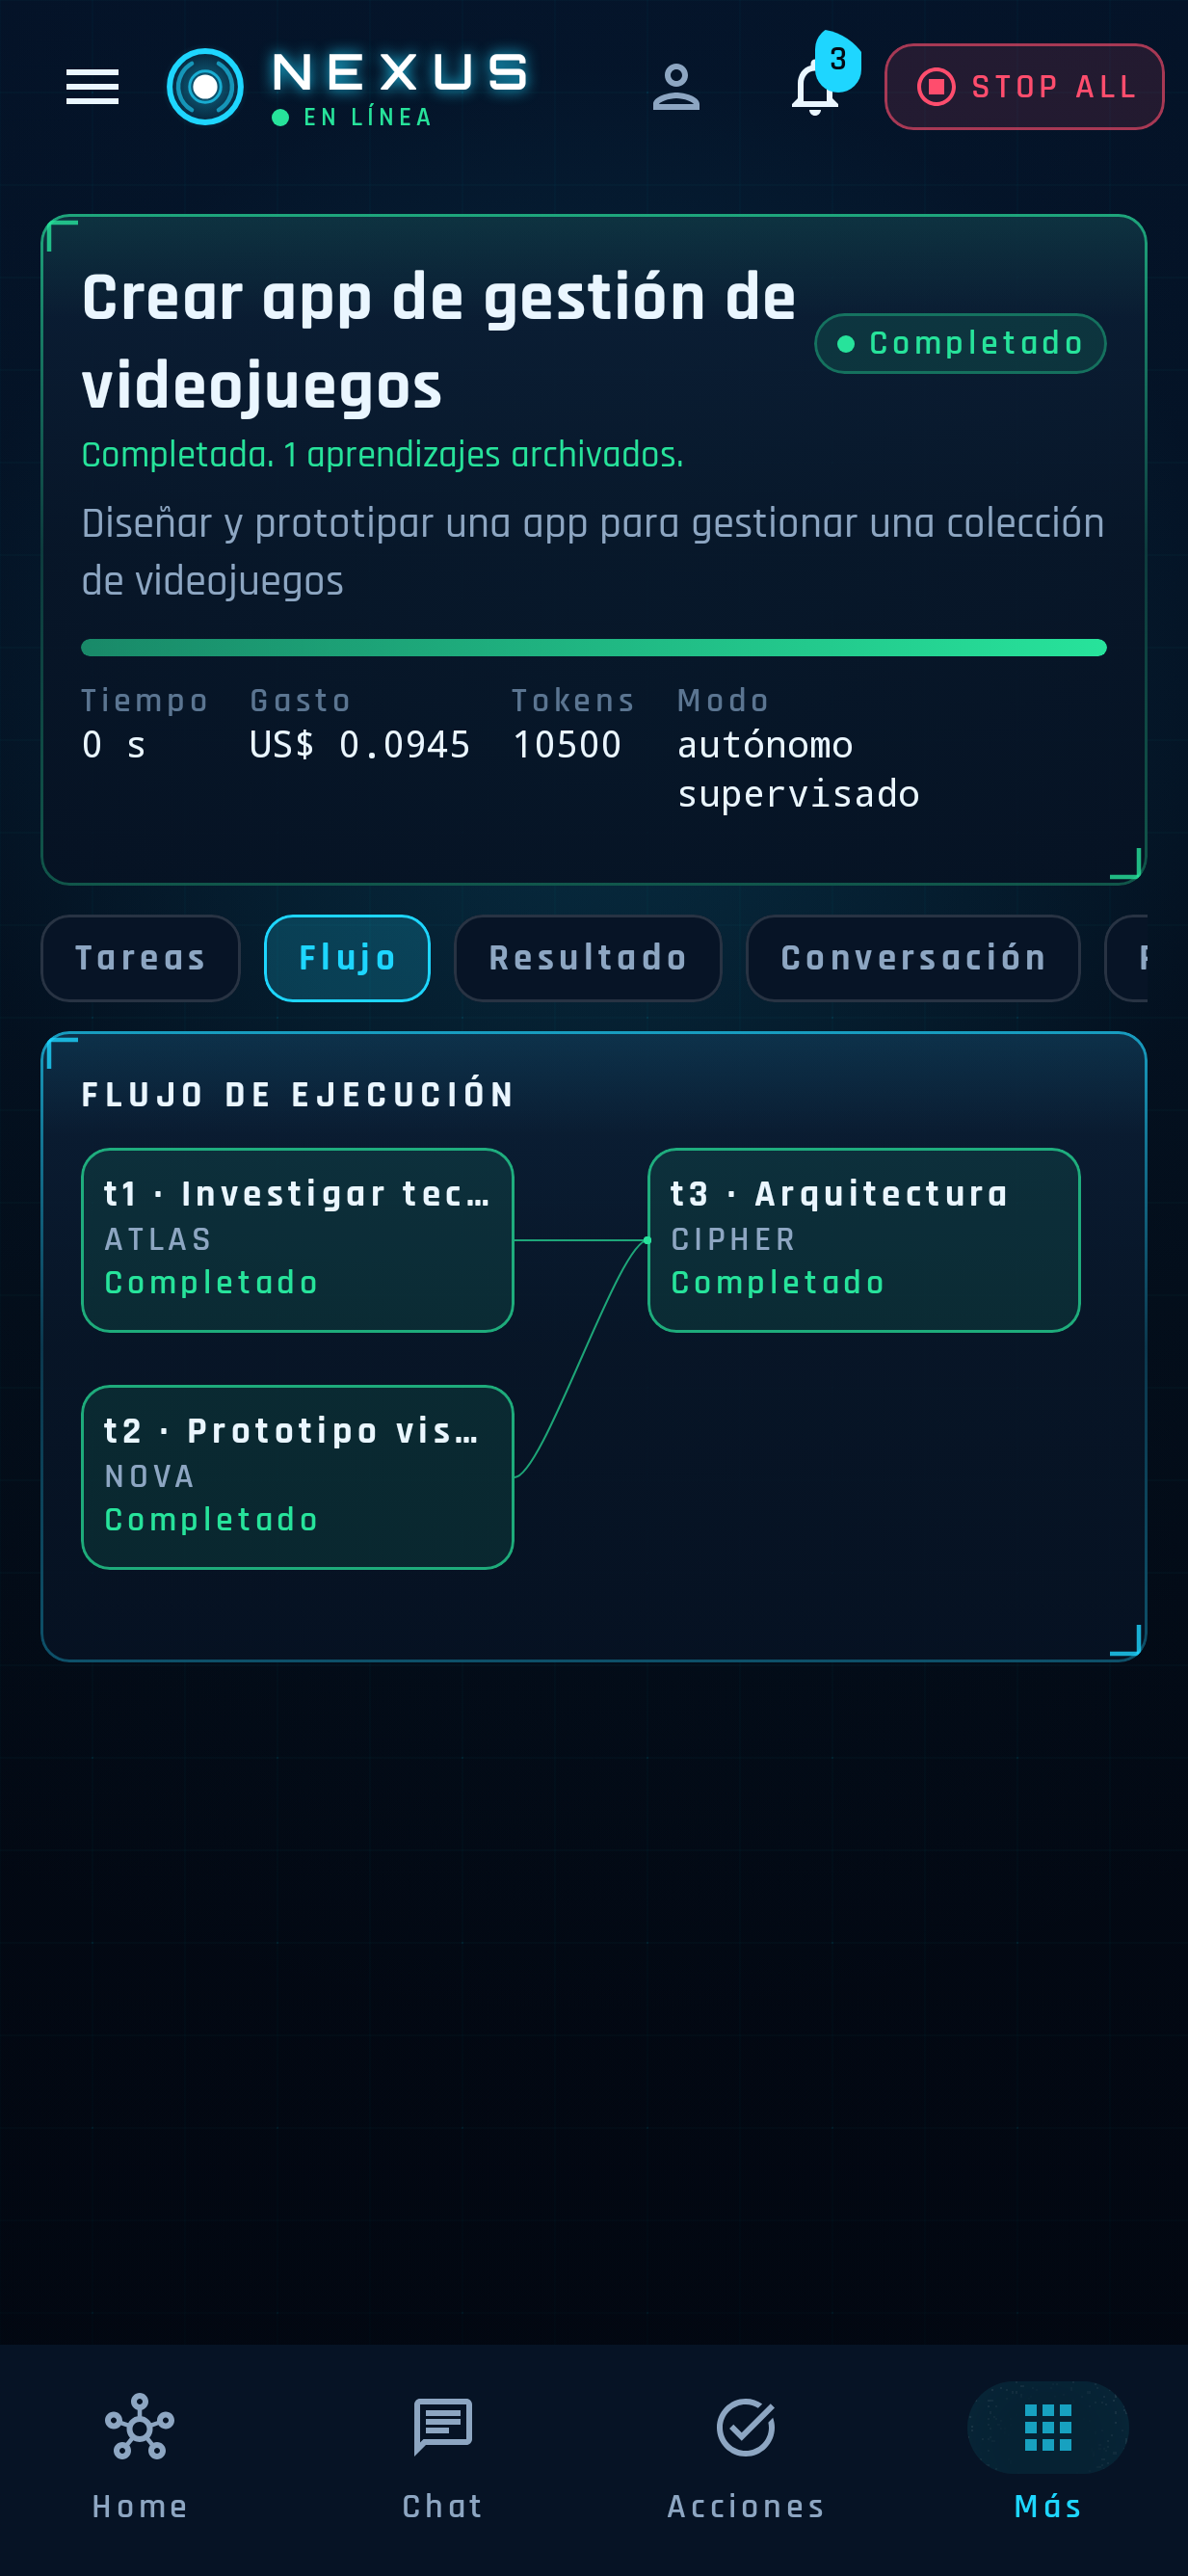 NEXUS
EN LÍNEA
3
STOP ALL
Crear app de gestión de
videojuegos
Completado
Completada. 1 aprendizajes archivados.
Diseñar y prototipar una app para gestionar una colección
de videojuegos
Tiempo Gasto Tokens Modo
0 s US$ 0.0945 10500 autónomo
supervisado
Tareas Flujo Resultado Conversación
FLUJO DE EJECUCIÓN
t1 · Investigar tec…
ATLAS
Completado
t3 · Arquitectura
CIPHER
Completado
t2 · Prototipo vis…
NOVA
Completado
Home Chat Acciones Más